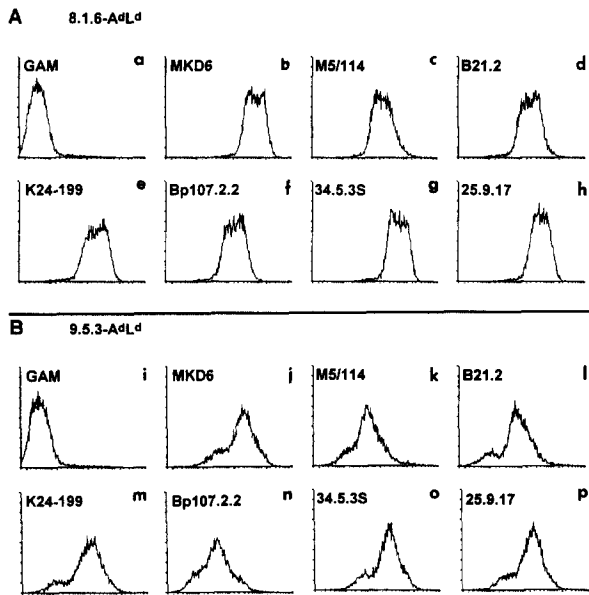 A 8.1.6-AᵈLᵈ
GAM a MKD6 b M5/114 c B21.2 d
K24-199 e Bp107.2.2 f 34.5.3S g 25.9.17 h
B 9.5.3-AᵈLᵈ
GAM i MKD6 j M5/114 k B21.2 l
K24-199 m Bp107.2.2 n 34.5.3S o 25.9.17 p